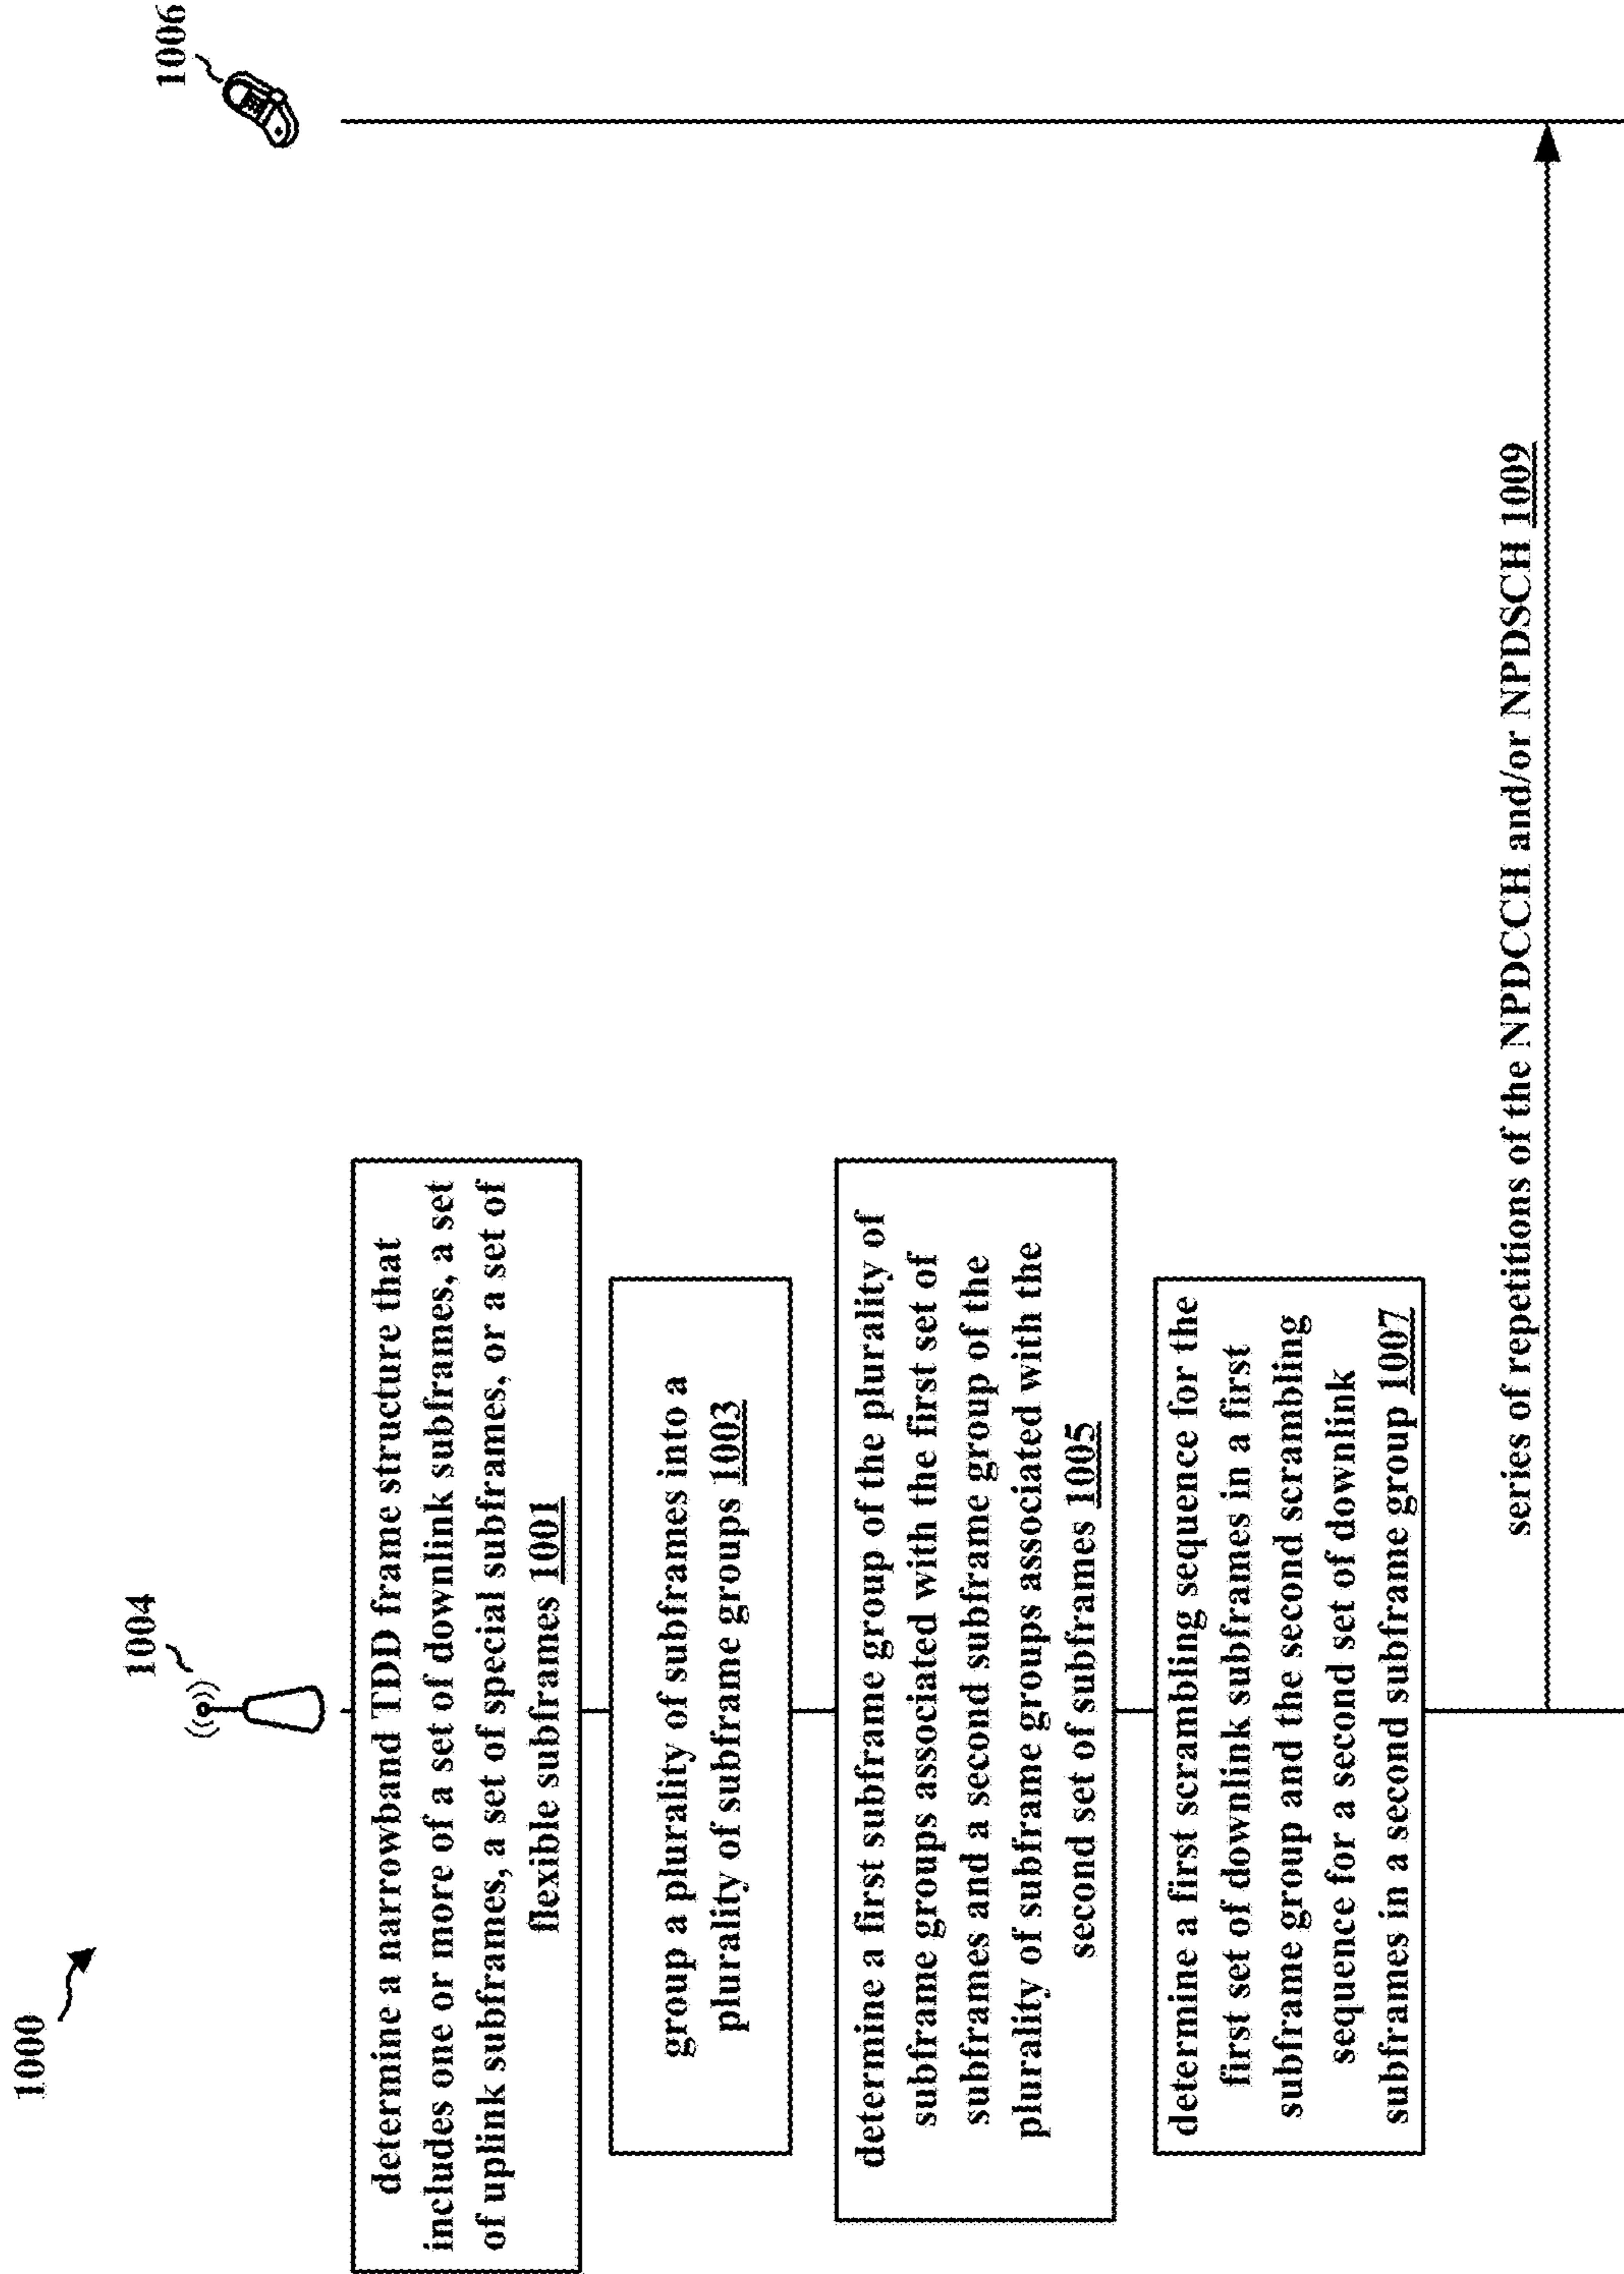 1000
1004
1006
determine a narrowband TDD frame structure that
includes one or more of a set of downlink subframes, a set
of uplink subframes, a set of special subframes, or a set of
flexible subframes 1001
group a plurality of subframes into a
plurality of subframe groups 1003
determine a first subframe group of the plurality of
subframe groups associated with the first set of
subframes and a second subframe group of the
plurality of subframe groups associated with the
second set of subframes 1005
determine a first scrambling sequence for the
first set of downlink subframes in a first
subframe group and the second scrambling
sequence for a second set of downlink
subframes in a second subframe group 1007
series of repetitions of the NPDCCH and/or NPDSCH 1009